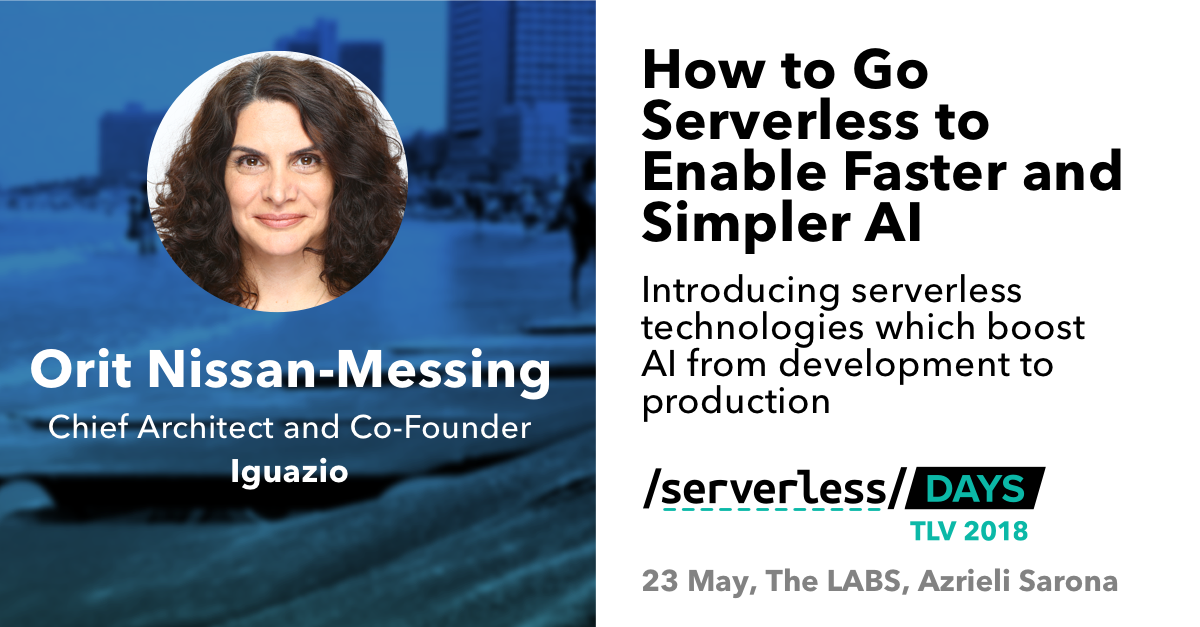 Orit Nissan-Messing
Chief Architect and Co-Founder
Iguazio
How to Go
Serverless to
Enable Faster and
Simpler AI
Introducing serverless
technologies which boost
AI from development to
production
/serverless/ DAYS
TLV 2018
23 May, The LABS, Azrieli Sarona